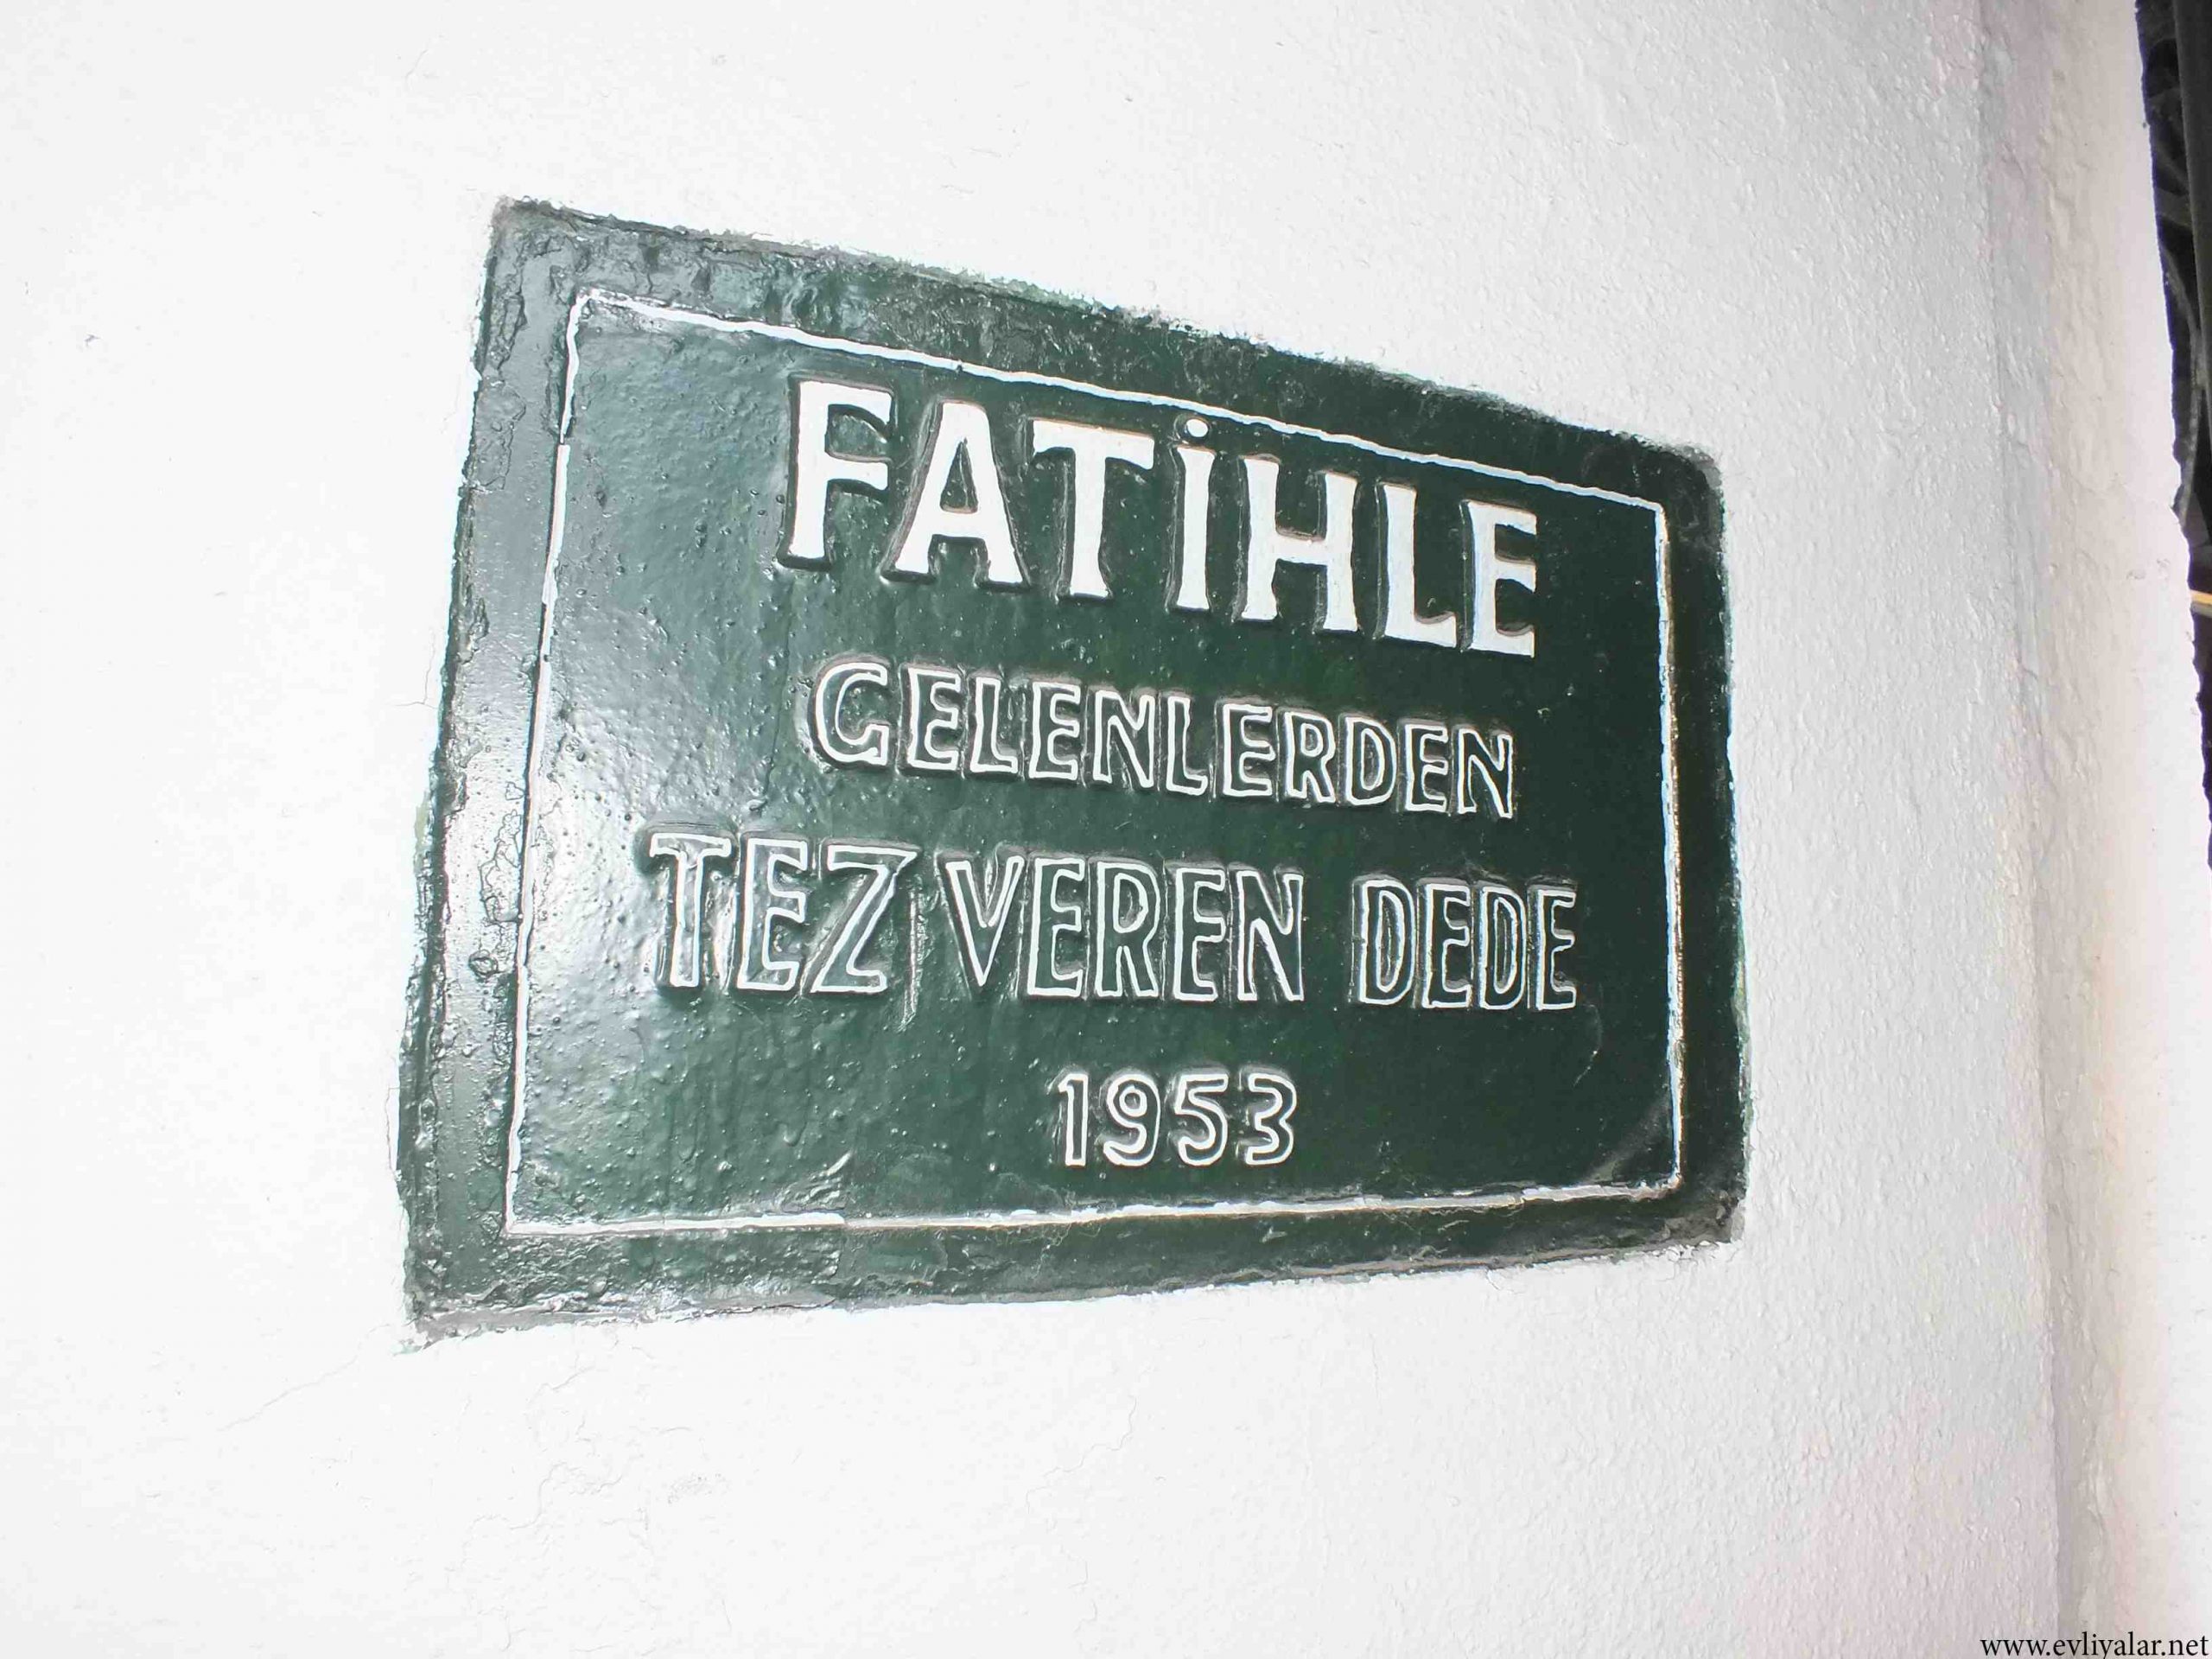 FATİHLE
GELENLERDEN
TEZ VEREN DEDE
1953
www.evliyalar.net